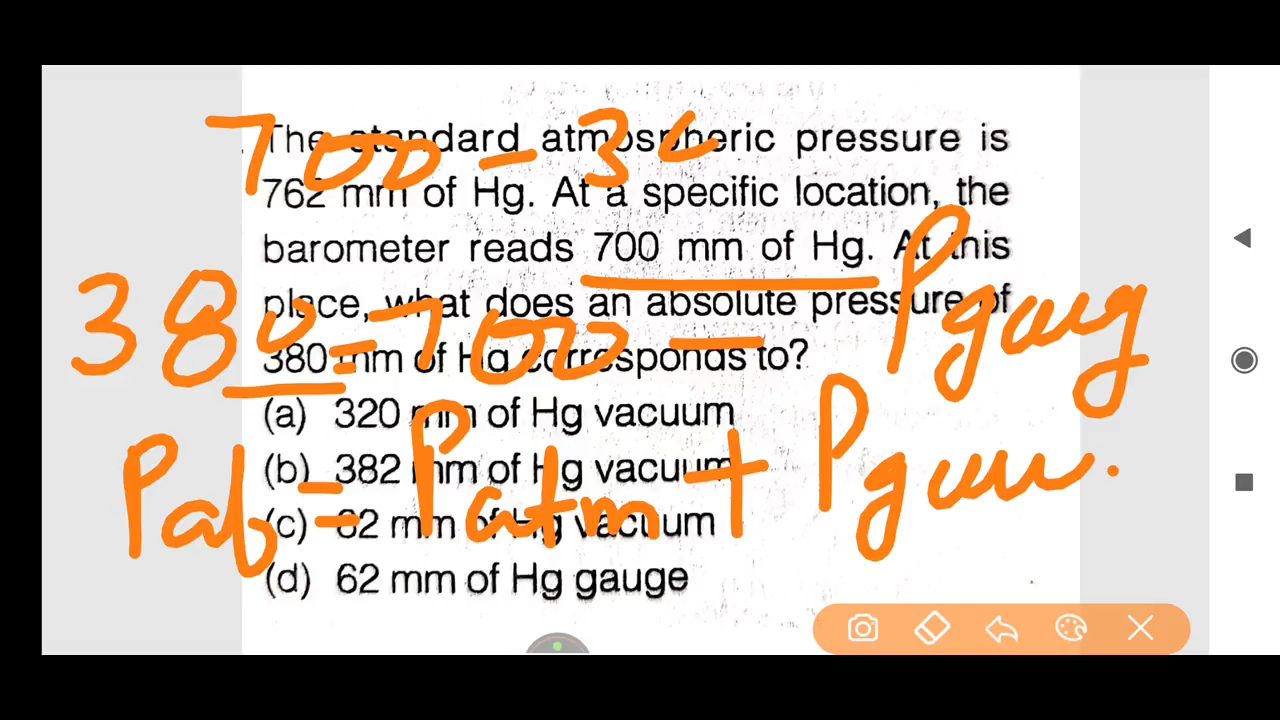 The standard atmospheric pressure is
762 mm of Hg. At a specific location, the
barometer reads 700 mm of Hg. At this
place, what does an absolute pressure of
380 mm of Hg corresponds to?
(a) 320 mm of Hg vacuum
(b) 382 mm of Hg vacuum
(c) 62 mm of Hg vacuum
(d) 62 mm of Hg gauge
700 - 3
380 = 700 - Pgaug
Pab = Patm + P